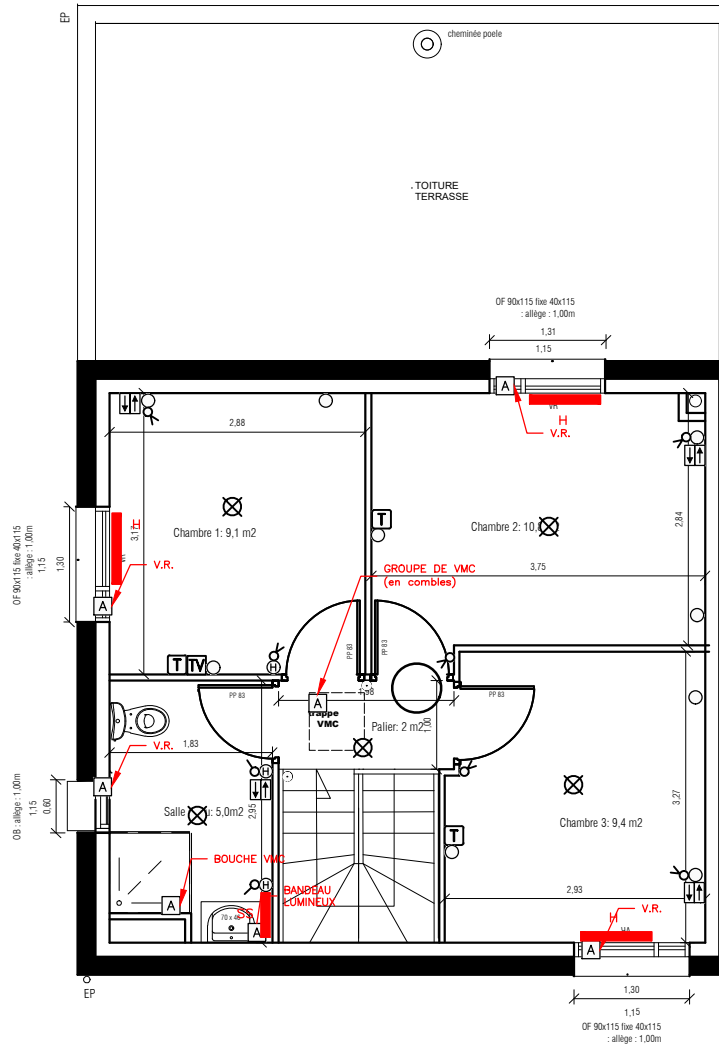 EP
cheminée poele
TOITURE
TERRASSE
OF 90x115 fixe 40x115
: allège : 1,00m
1,31
1,15
A
H
V.R.
2,88
3,17
Chambre 1: 9,1 m2
T
Chambre 2: 10,
2,84
3,75
OF 90x115 fixe 40x115
: allège : 1,00m
1,15
1,30
H
V.R.
A
GROUPE DE VMC
(en combles)
PP 83
PP 83
T
TV
H
PP 83
PP 83
A
trappe
VMC
Palier: 2 m2
1,00
1,83
V.R.
A
OB : allège : 1,00m
1,15
0,60
H
2,95
Salle
: 5,0m2
Chambre 3: 9,4 m2
3,27
T
BOUCHE VMC
A
H
BANDEAU
LUMINEUX
SS
70 x 46
A
2,93
H
V.R.
A
EP
1,30
1,15
OF 90x115 fixe 40x115
: allège : 1,00m